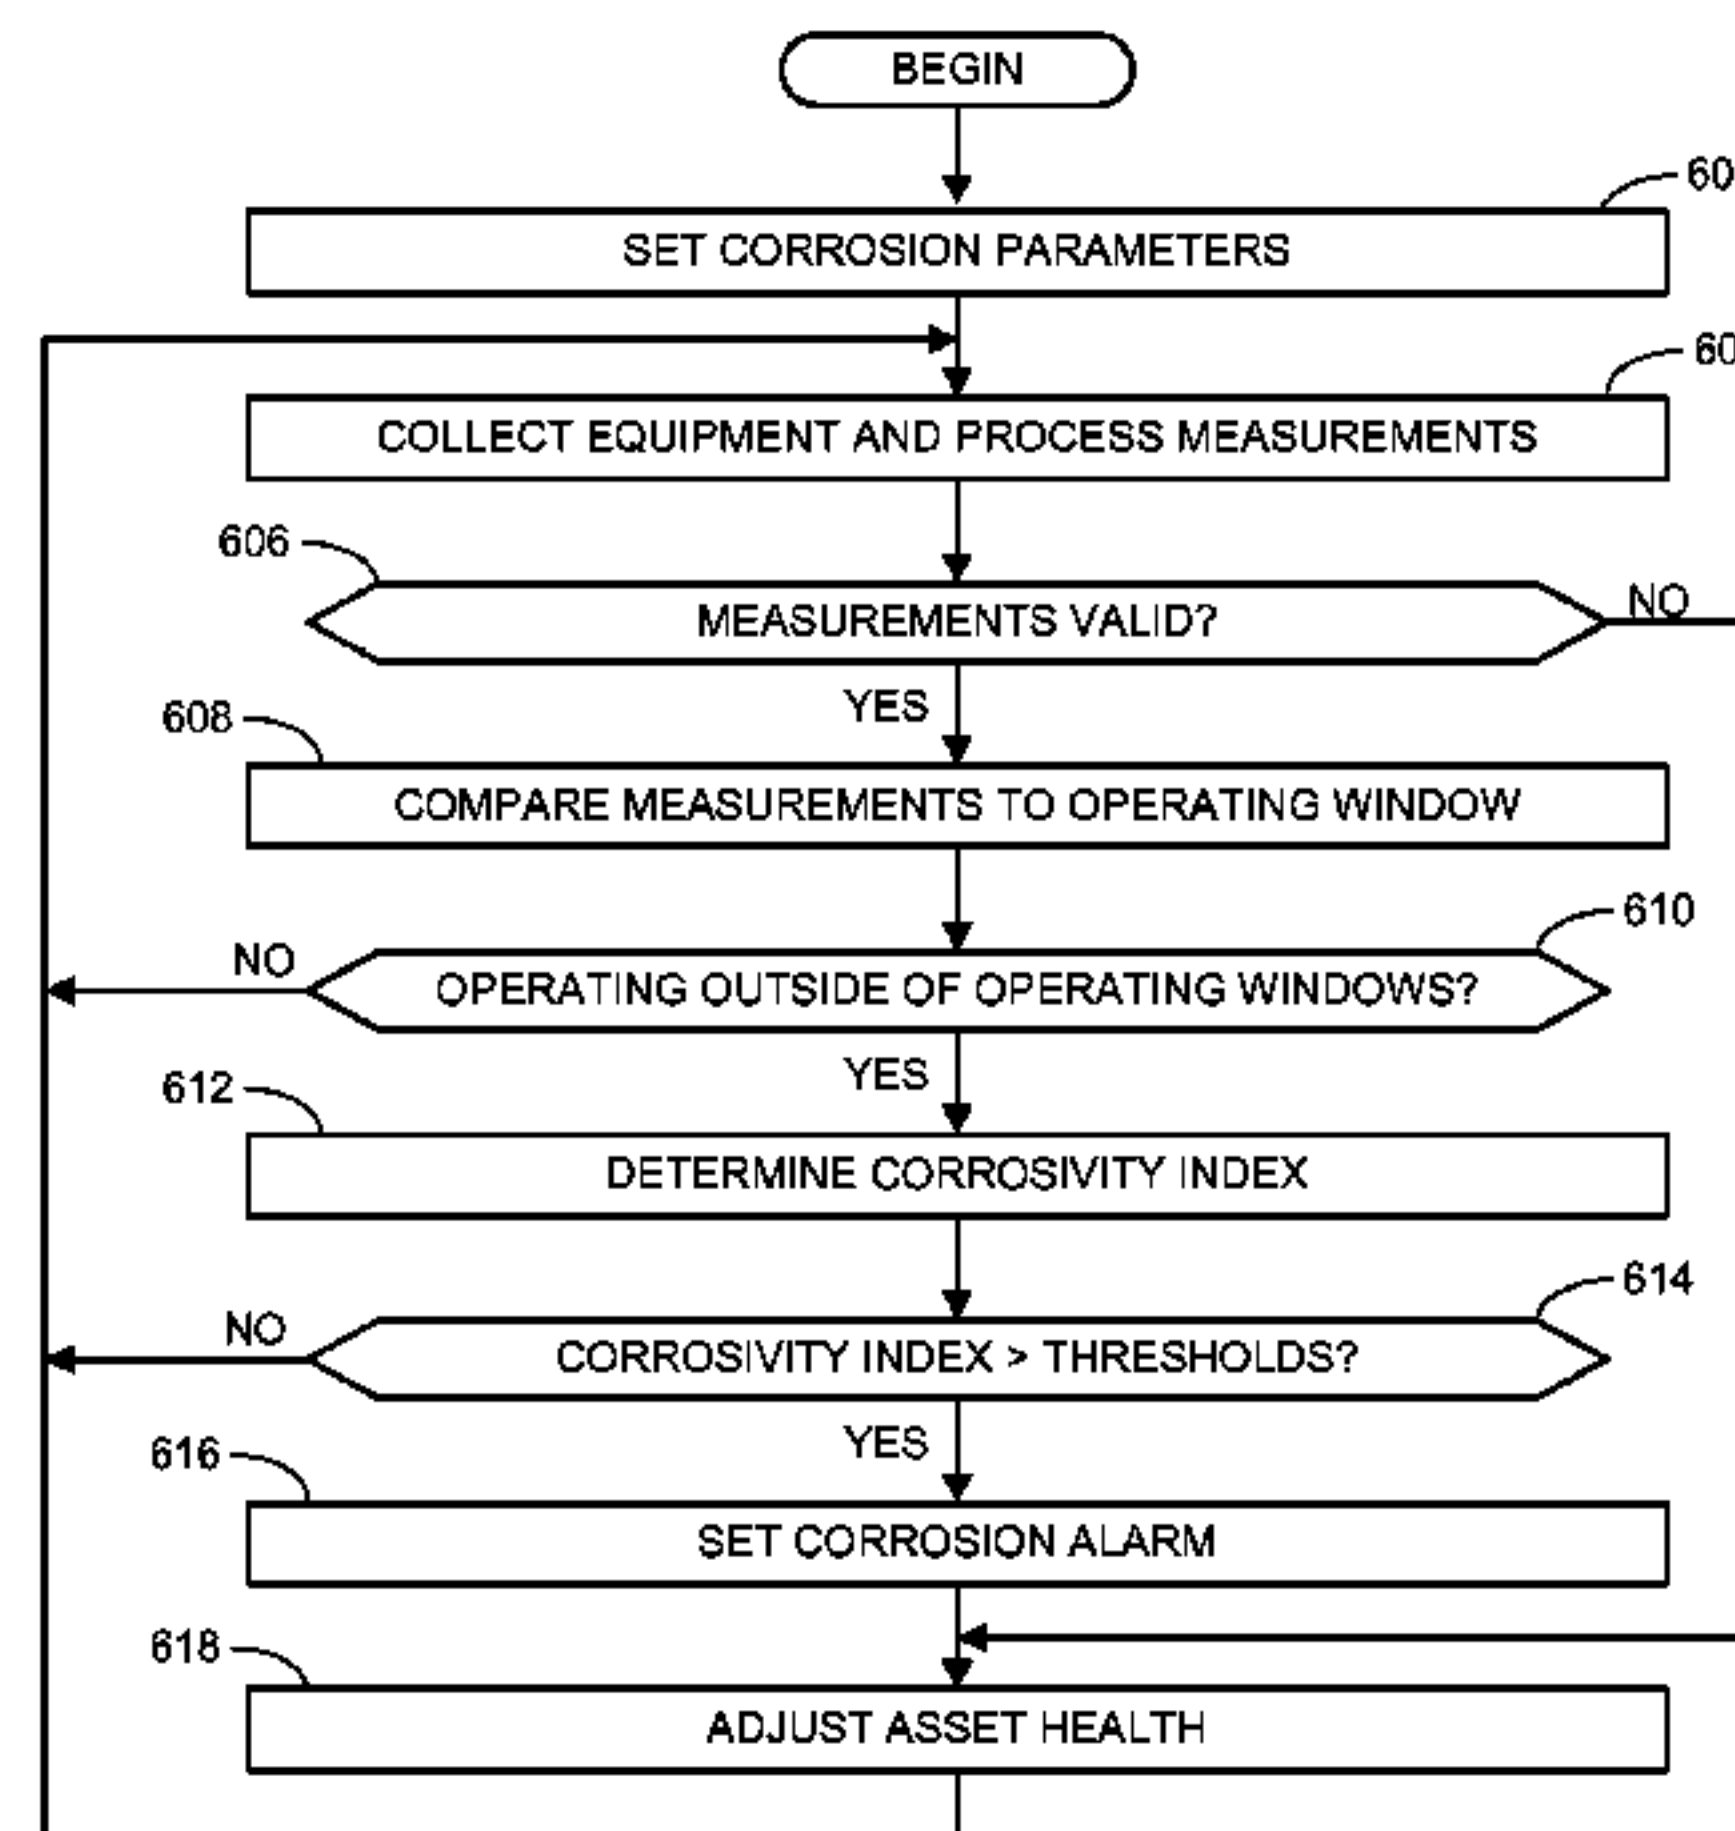 BEGIN
60
SET CORROSION PARAMETERS
60
COLLECT EQUIPMENT AND PROCESS MEASUREMENTS
606
MEASUREMENTS VALID?
NO
YES
608
COMPARE MEASUREMENTS TO OPERATING WINDOW
610
NO
OPERATING OUTSIDE OF OPERATING WINDOWS?
YES
612
DETERMINE CORROSIVITY INDEX
614
NO
CORROSIVITY INDEX > THRESHOLDS?
YES
616
SET CORROSION ALARM
618
ADJUST ASSET HEALTH